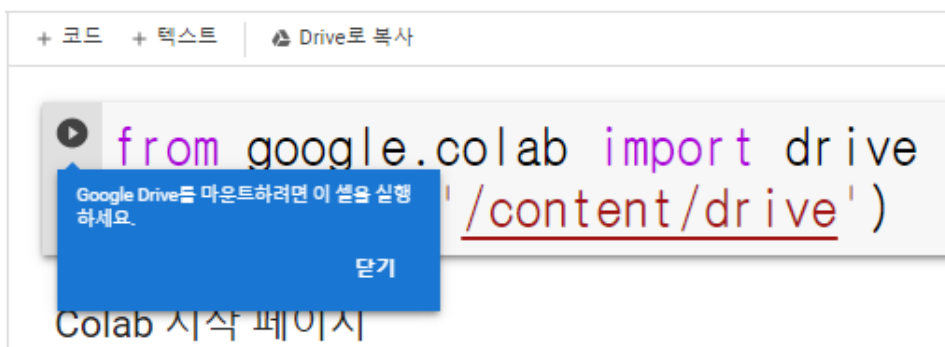 + 코드 + 텍스트 Drive로 복사
from google.colab import drive
Google Drive를 마운트하려면 이 셀을 실행
하세요.
'/content/drive')
닫기
Colab 시작 페이지